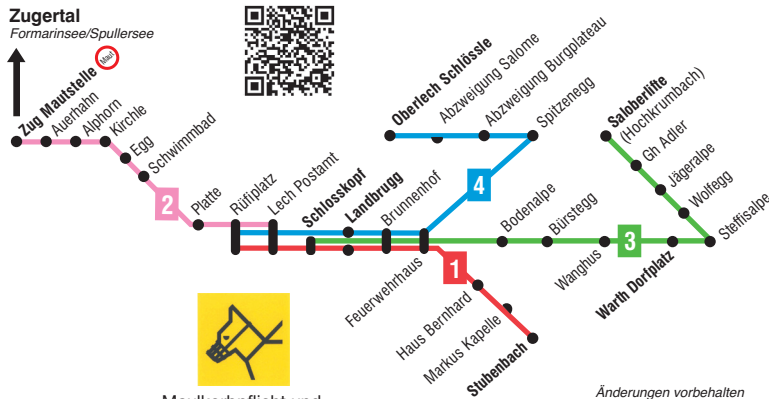 Zugertal
Formarinsee/Spullersee
Maut
Zug Mautstelle
Auerhahn
Alphorn
Kirchle
Egg
Schwimmbad
2
Platte
Rüfiplatz
Lech Postamt
Schlosskopf
Landbrugg
Brunnenhof
Feuerwehrhaus
Oberlech Schlössle
Abzweigung Salome
Abzweigung Burgplateau
Spitzenegg
4
Saloberlifte
(Hochkrumbach)
Gh Adler
Jägeralpe
Wolfegg
Steffisalpe
Bodenalpe
Bürstegg
Wanghus
3
Warth Dorfplatz
1
Haus Bernhard
Markus Kapelle
Stubenbach
Maulkorbpflicht und
Änderungen vorbehalten